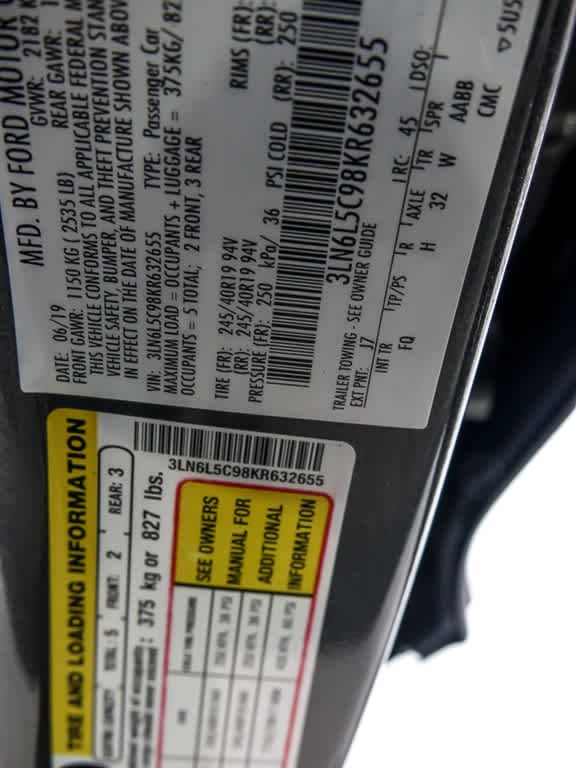 MFD. BY FORD MOTOR
DATE: 06/19
GVWR: 2182 K
FRONT GAWR: 1150 KG ( 2535 LB)
REAR GAWR: 1
THIS VEHICLE CONFORMS TO ALL APPLICABLE FEDERAL M
VEHICLE SAFETY, BUMPER, AND THEFT PREVENTION STAN
IN EFFECT ON THE DATE OF MANUFACTURE SHOWN ABOV
VIN: 3LN6L5C98KR632655
TYPE: Passenger Car
MAXIMUM LOAD = OCCUPANTS + LUGGAGE = 375KG/ 82
OCCUPANTS = 5 TOTAL; 2 FRONT, 3 REAR
TIRE (FR): 245/40R19 94V
RIMS (FR):
(RR): 245/40R19 94V
(RR):
PRESSURE (FR): 250 kPa/ 36 PSI COLD (RR): 250
3LN6L5C98KR632655
TRAILER TOWING - SEE OWNER GUIDE
EXT PNT: J7
RC: 45
DSO:
INT TR
TP/PS
R
AXLE
TR
SPR
FQ
H
32
W
AABB
CMC
TIRE AND LOADING INFORMATION
TOTAL: 5
FRONT: 2
REAR: 3
375 kg or 827 lbs.
3LN6L5C98KR632655
SEE OWNERS
MANUAL FOR
ADDITIONAL
INFORMATION